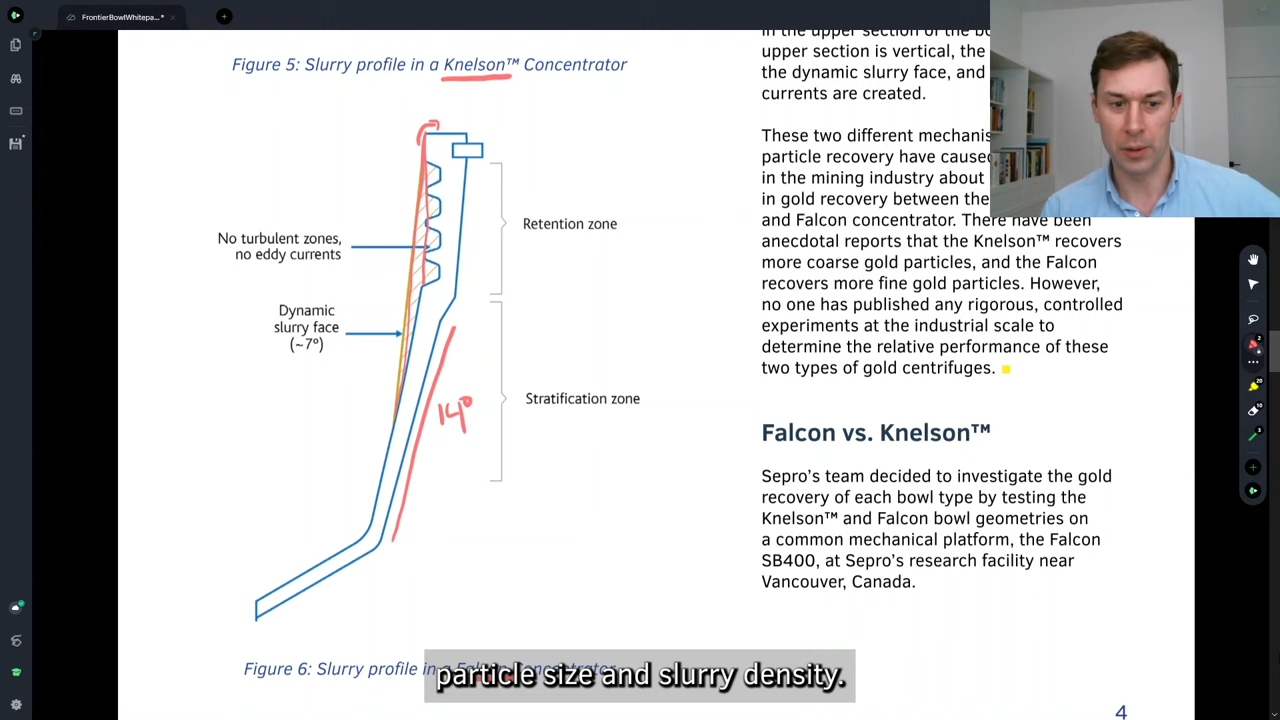 FrontierBowlWhitepa...*
Figure 5: Slurry profile in a Knelson™ Concentrator
No turbulent zones,
no eddy currents
Dynamic
slurry face
(~7°)
Retention zone
14°
Stratification zone
Figure 6: Slurry profile in a
particle size and slurry density.
upper section is vertical, the
the dynamic slurry face, and
currents are created.
These two different mechanis
particle recovery have caused
in the mining industry about
in gold recovery between the
and Falcon concentrator. There have been
anecdotal reports that the Knelson™ recovers
more coarse gold particles, and the Falcon
recovers more fine gold particles. However,
no one has published any rigorous, controlled
experiments at the industrial scale to
determine the relative performance of these
two types of gold centrifuges.
Falcon vs. Knelson™
Sepro's team decided to investigate the gold
recovery of each bowl type by testing the
Knelson™ and Falcon bowl geometries on
a common mechanical platform, the Falcon
SB400, at Sepro's research facility near
Vancouver, Canada.
4